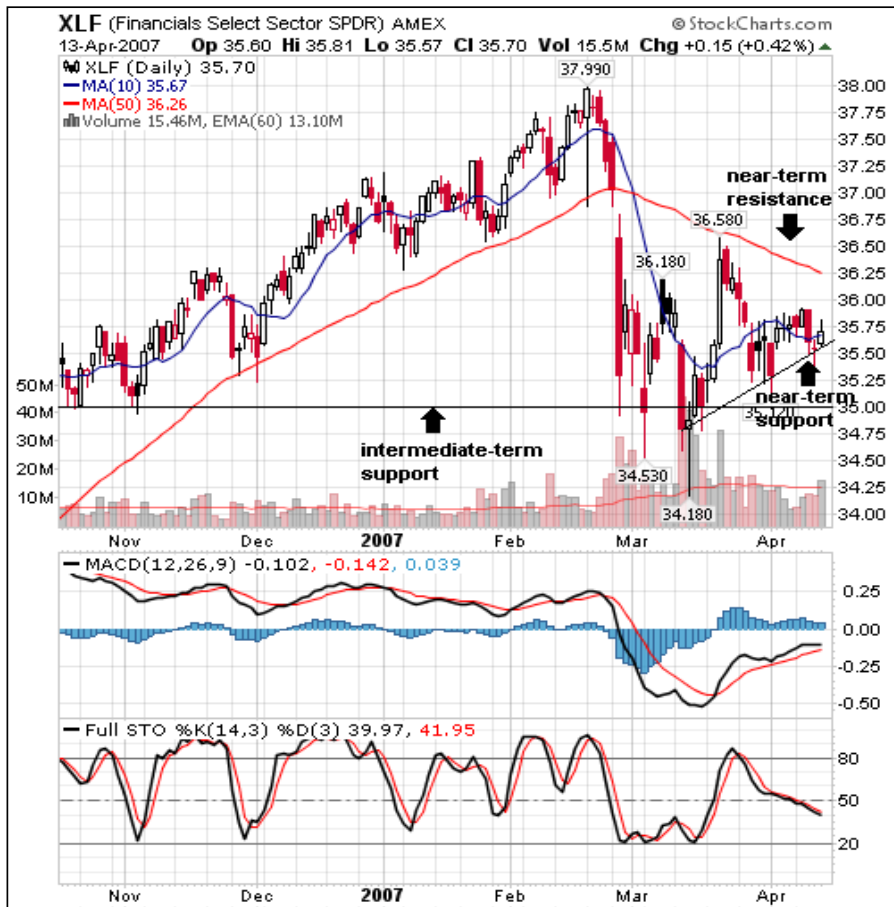 XLF (Financials Select Sector SPDR) AMEX © StockCharts.com
13-Apr-2007 Op 35.60 Hi 35.81 Lo 35.57 Cl 35.70 Vol 15.5M Chg +0.15 (+0.42%)
XLF (Daily) 35.70
MA(10) 35.67
MA(50) 36.26
Volume 15.46M, EMA(60) 13.10M
37.990
38.00
37.75
37.50
37.25
near-term
resistance
37.00
36.75
36.580
36.50
36.180
36.25
36.00
35.75
35.50
50M
35.25
near-term
support
40M
35.120
35.00
30M
intermediate-term
support
34.75
20M
34.530
34.50
10M
34.180
34.25
34.00
Nov Dec 2007 Feb Mar Apr
MACD(12,26,9) -0.102, -0.142, 0.039
0.25
0.00
-0.25
-0.50
Full STO %K(14,3) %D(3) 39.97, 41.95
80
50
20
Nov Dec 2007 Feb Mar Apr